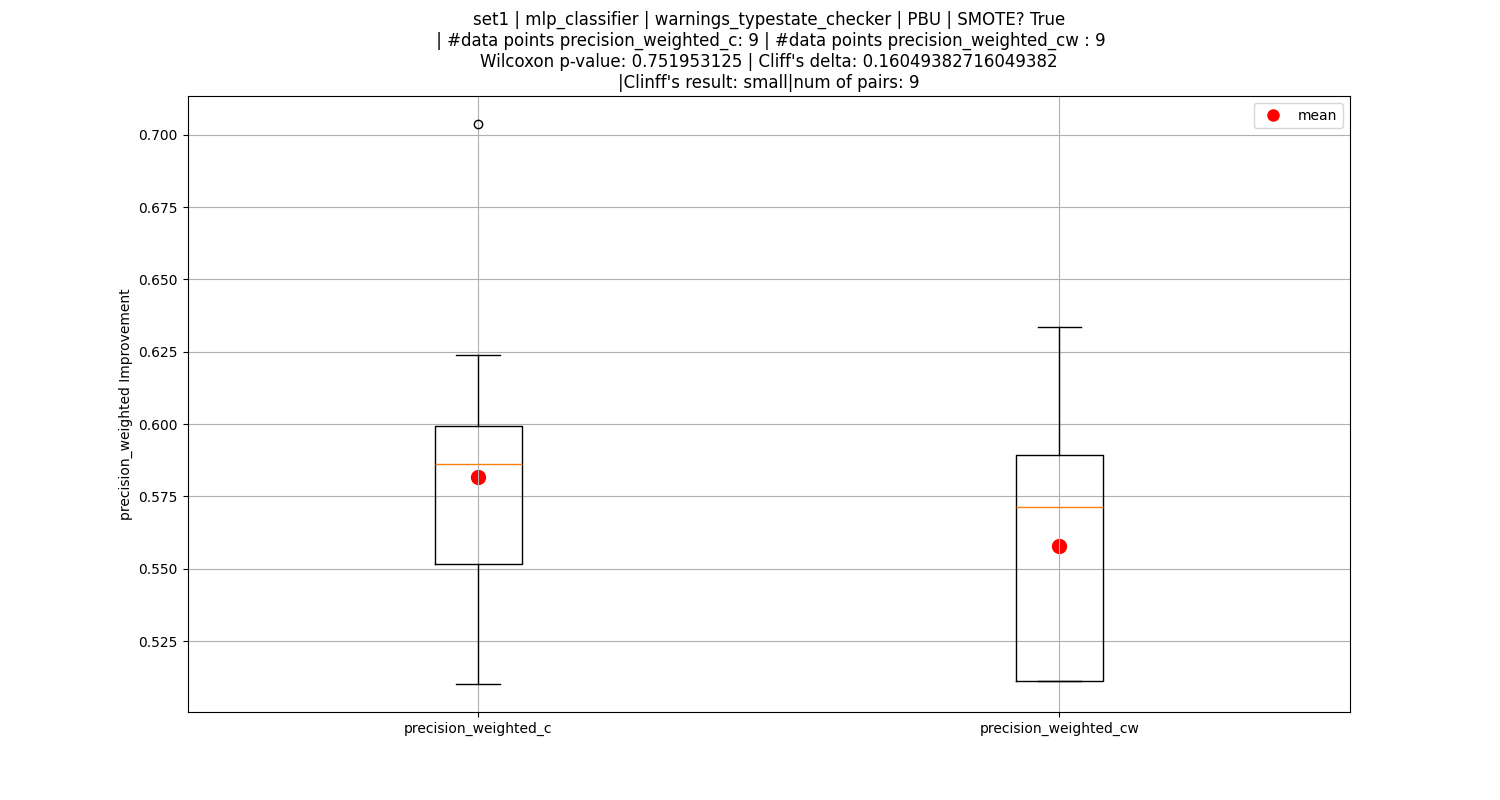 set1 | mlp_classifier | warnings_typestate_checker | PBU | SMOTE? True
| #data points precision_weighted_c: 9 | #data points precision_weighted_cw : 9
Wilcoxon p-value: 0.751953125 | Cliff's delta: 0.16049382716049382
|Clinff's result: small|num of pairs: 9
mean
0.700
0.675
0.650
0.625
0.600
0.575
0.550
0.525
precision_weighted Improvement
precision_weighted_c
precision_weighted_cw